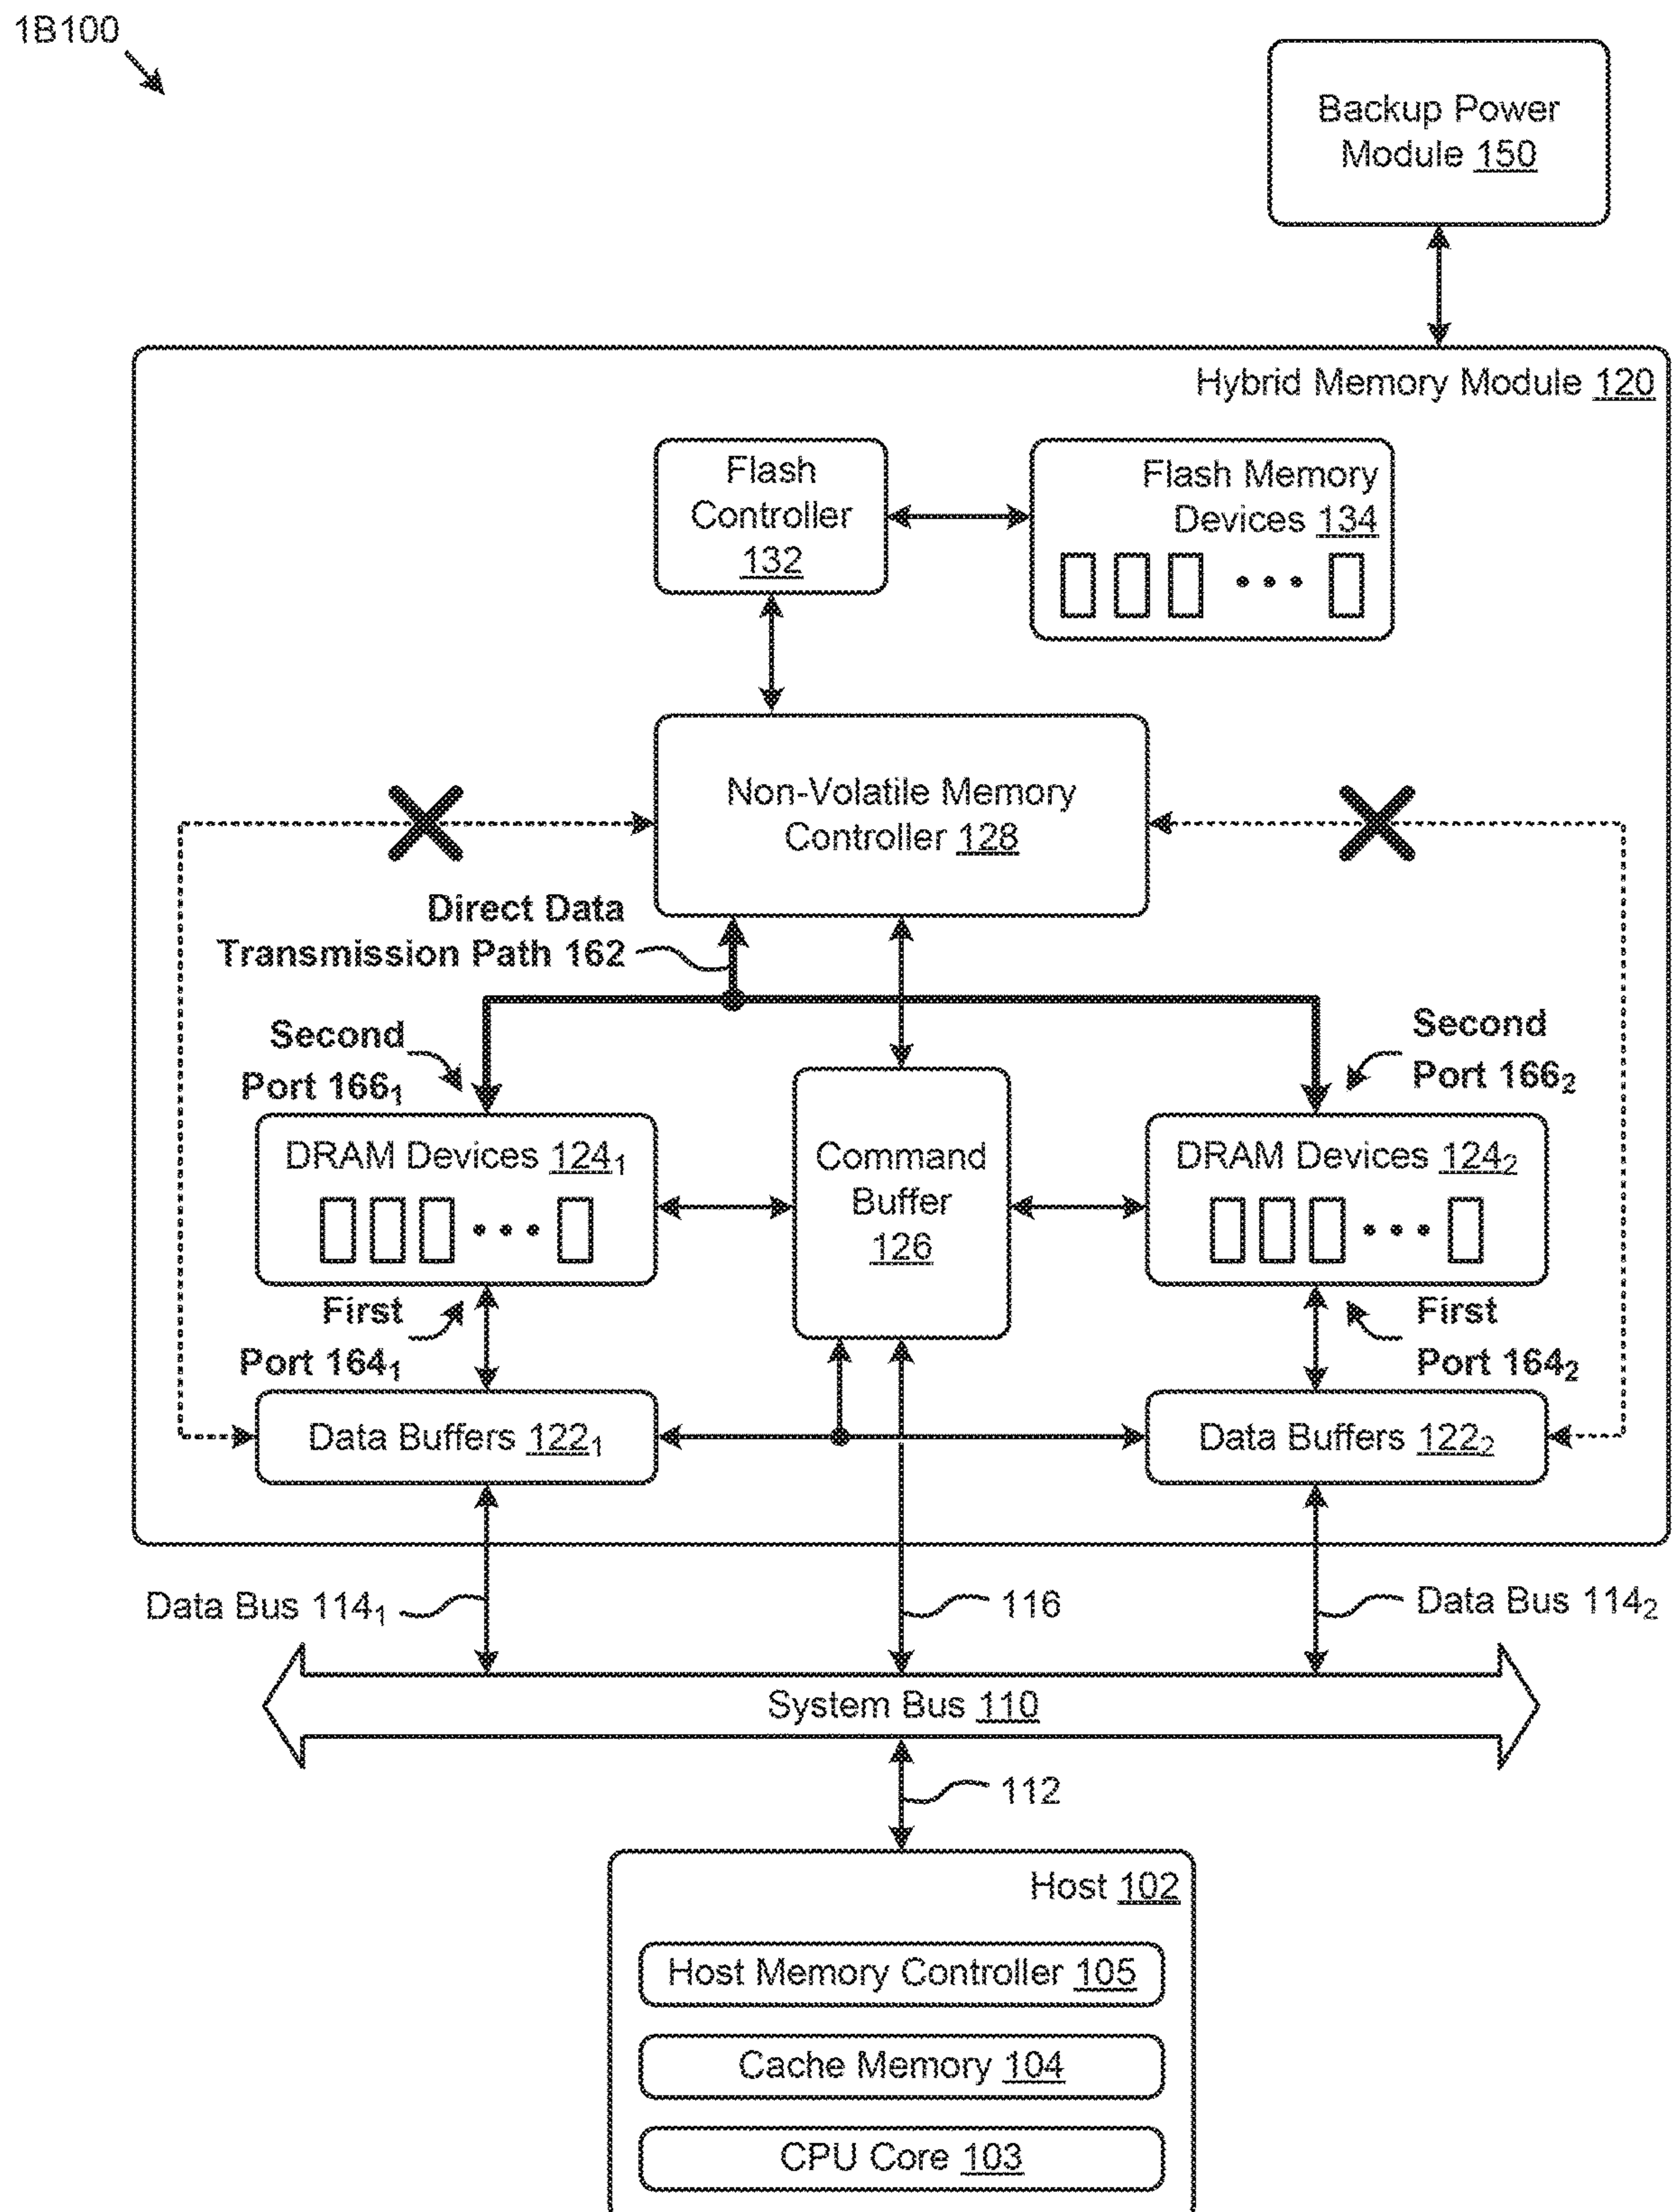 1B100
Backup Power
Module 150
Hybrid Memory Module 120
Flash
Controller
132
Flash Memory
Devices 134
Non-Volatile Memory
Controller 128
Direct Data
Transmission Path 162
Second
Port 166₁
Second
Port 166₂
DRAM Devices 124₁
Command
Buffer
126
DRAM Devices 124₂
First
Port 164₁
First
Port 164₂
Data Buffers 122₁
Data Buffers 122₂
Data Bus 114₁
116
Data Bus 114₂
System Bus 110
112
Host 102
Host Memory Controller 105
Cache Memory 104
CPU Core 103